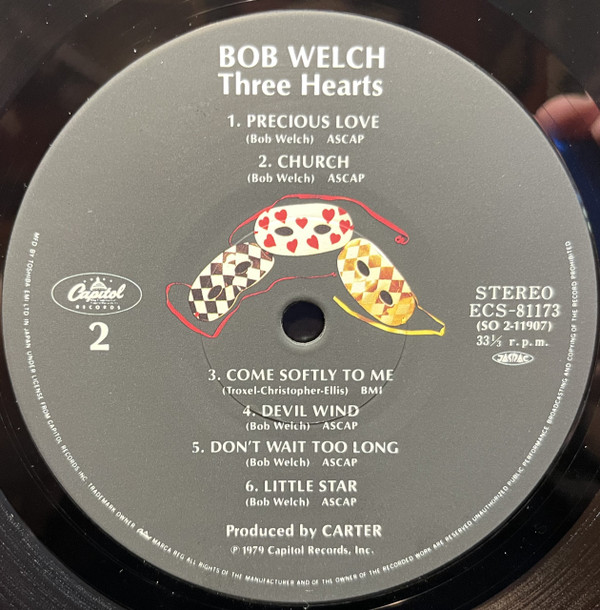 BOB WELCH
Three Hearts
1. PRECIOUS LOVE
(Bob Welch) ASCAP
2. CHURCH
(Bob Welch) ASCAP
Capitol
RECORDS
2
STEREO
ECS-81173
(SO 2-11907)
33⅓ r.p.m.
JASRAC
3. COME SOFTLY TO ME
(Troxel-Christopher-Ellis) BMI
4. DEVIL WIND
(Bob Welch) ASCAP
5. DON'T WAIT TOO LONG
(Bob Welch) ASCAP
6. LITTLE STAR
(Bob Welch) ASCAP
Produced by CARTER
℗ 1979 Capitol Records, Inc.
MF'D BY TOSHIBA EMI LTD IN JAPAN UNDER LICENSE FROM CAPITOL RECORDS, INC. TRADEMARK OWNER Capitol MARCA REG ALL RIGHTS OF THE MANUFACTURER AND OF THE OWNER OF THE RECORDED WORK ARE RESERVED UNAUTHORIZED PUBLIC PERFORMANCE BROADCASTING AND COPYING OF THE RECORD PROHIBITED